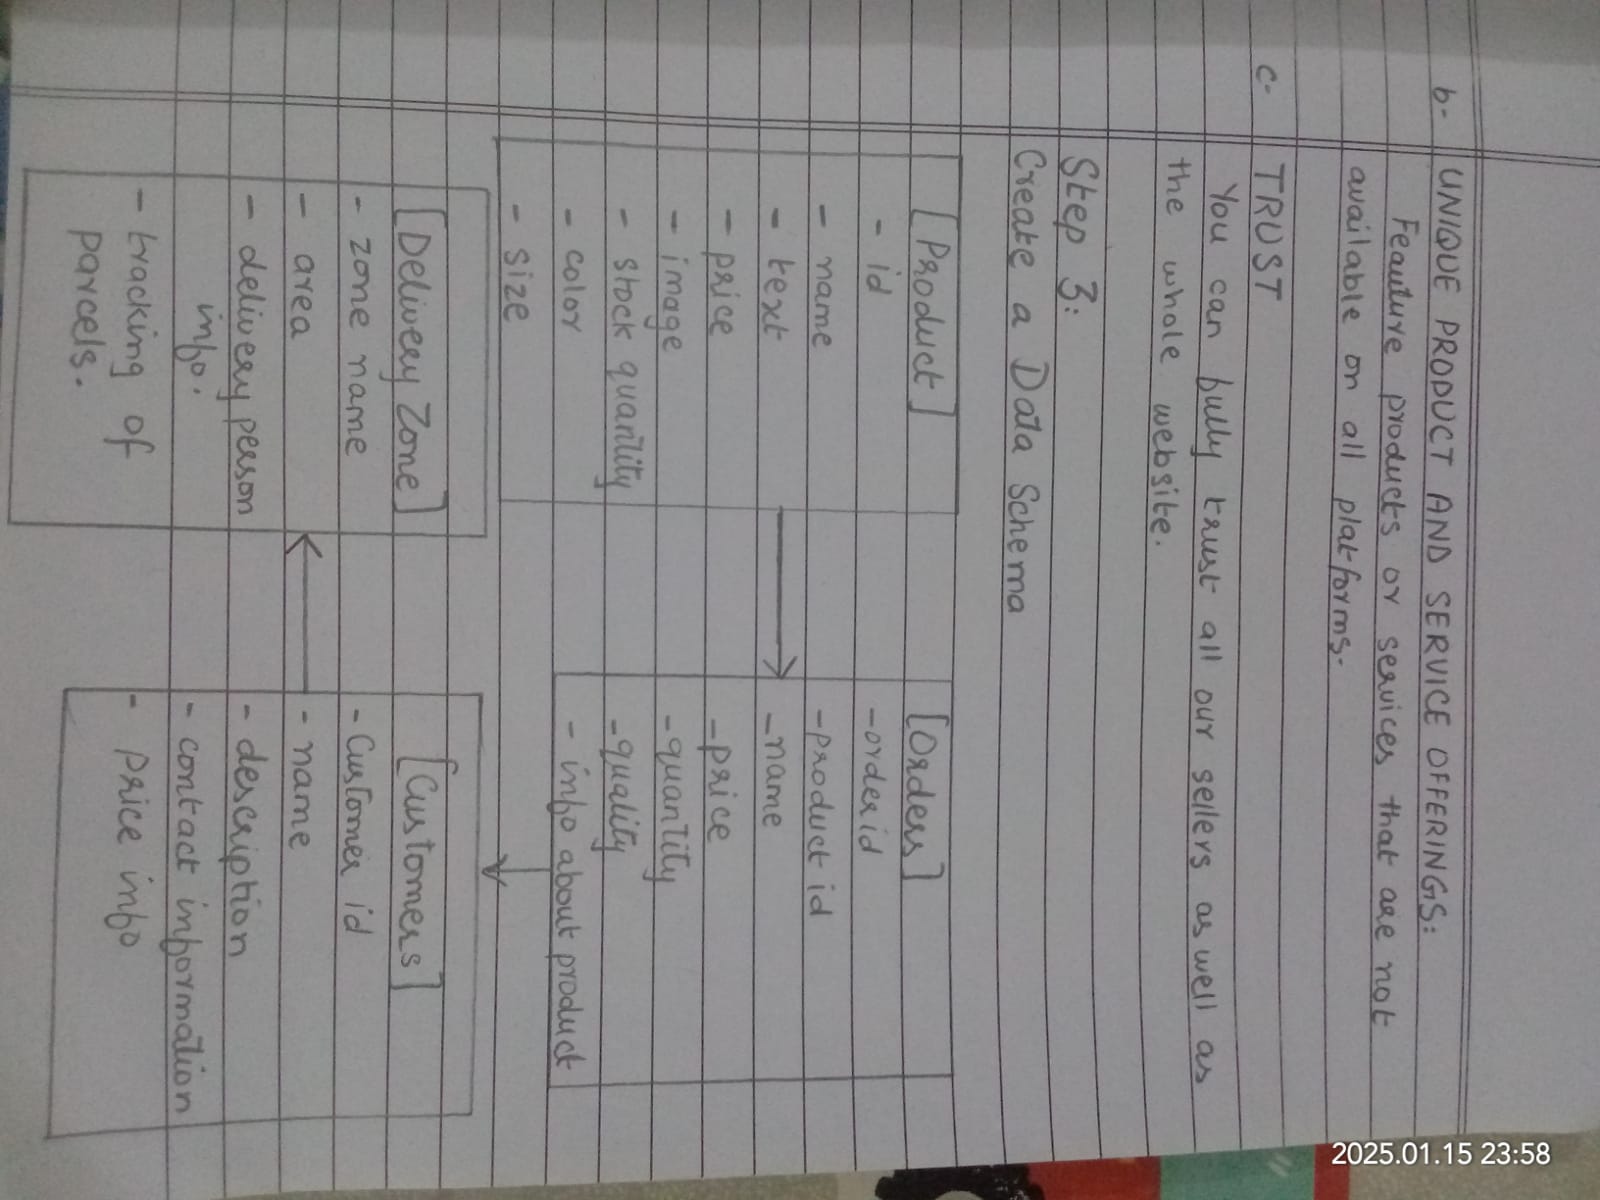 b- UNIQUE PRODUCT AND SERVICE OFFERINGS:
Feauture products or services that are not
available on all platforms.
c- TRUST
You can fully trust all our sellers as well as
the whole website.
Step 3:
Create a Data Schema
[Product]
- id
- name
- text
- price
- image
- stock quantity
- color
- size
[Orders]
- order id
- product id
- name
- price
- quantity
- quality
- info about product
[Delivery Zone]
- zone name
- area
- delivery person
info.
- tracking of
parcels.
[Customers]
- Customer id
- name
- description
- contact information
- price info
2025.01.15 23:58